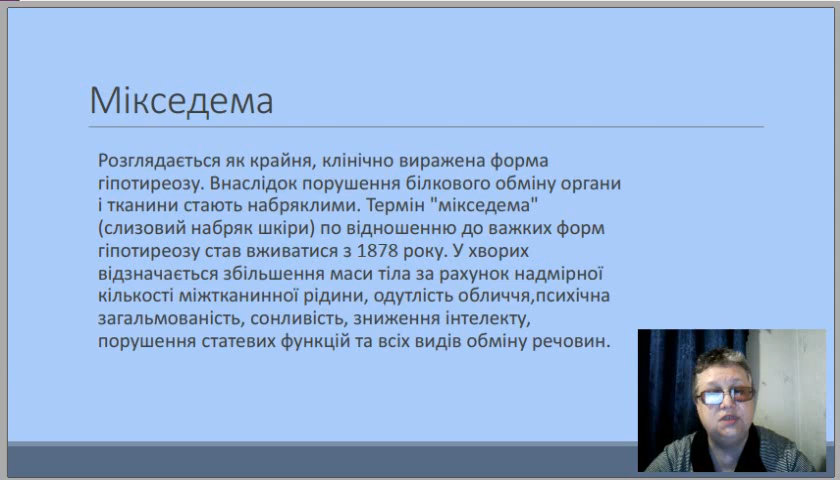 Мікседема
Розглядається як крайня, клінічно виражена форма
гіпотиреозу. Внаслідок порушення білкового обміну органи
і тканини стають набряклими. Термін "мікседема"
(слизовий набряк шкіри) по відношенню до важких форм
гіпотиреозу став вживатися з 1878 року. У хворих
відзначається збільшення маси тіла за рахунок надмірної
кількості міжтканинної рідини, одутлість обличчя,психічна
загальмованість, сонливість, зниження інтелекту,
порушення статевих функцій та всіх видів обміну речовин.